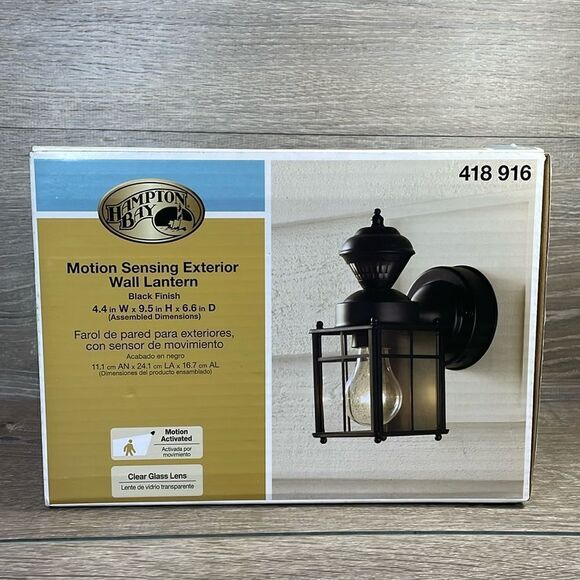 418 916
HAMPTON
BAY
Motion Sensing Exterior
Wall Lantern
Black Finish
4.4 in W x 9.5 in H x 6.6 in D
(Assembled Dimensions)
Farol de pared para exteriores,
con sensor de movimiento
Acabado en negro
11.1 cm AN x 24.1 cm LA x 16.7 cm AL
(Dimensiones del producto ensamblado)
Motion
Activated
Activada por
movimiento
Clear Glass Lens
Lente de vidrio transparente